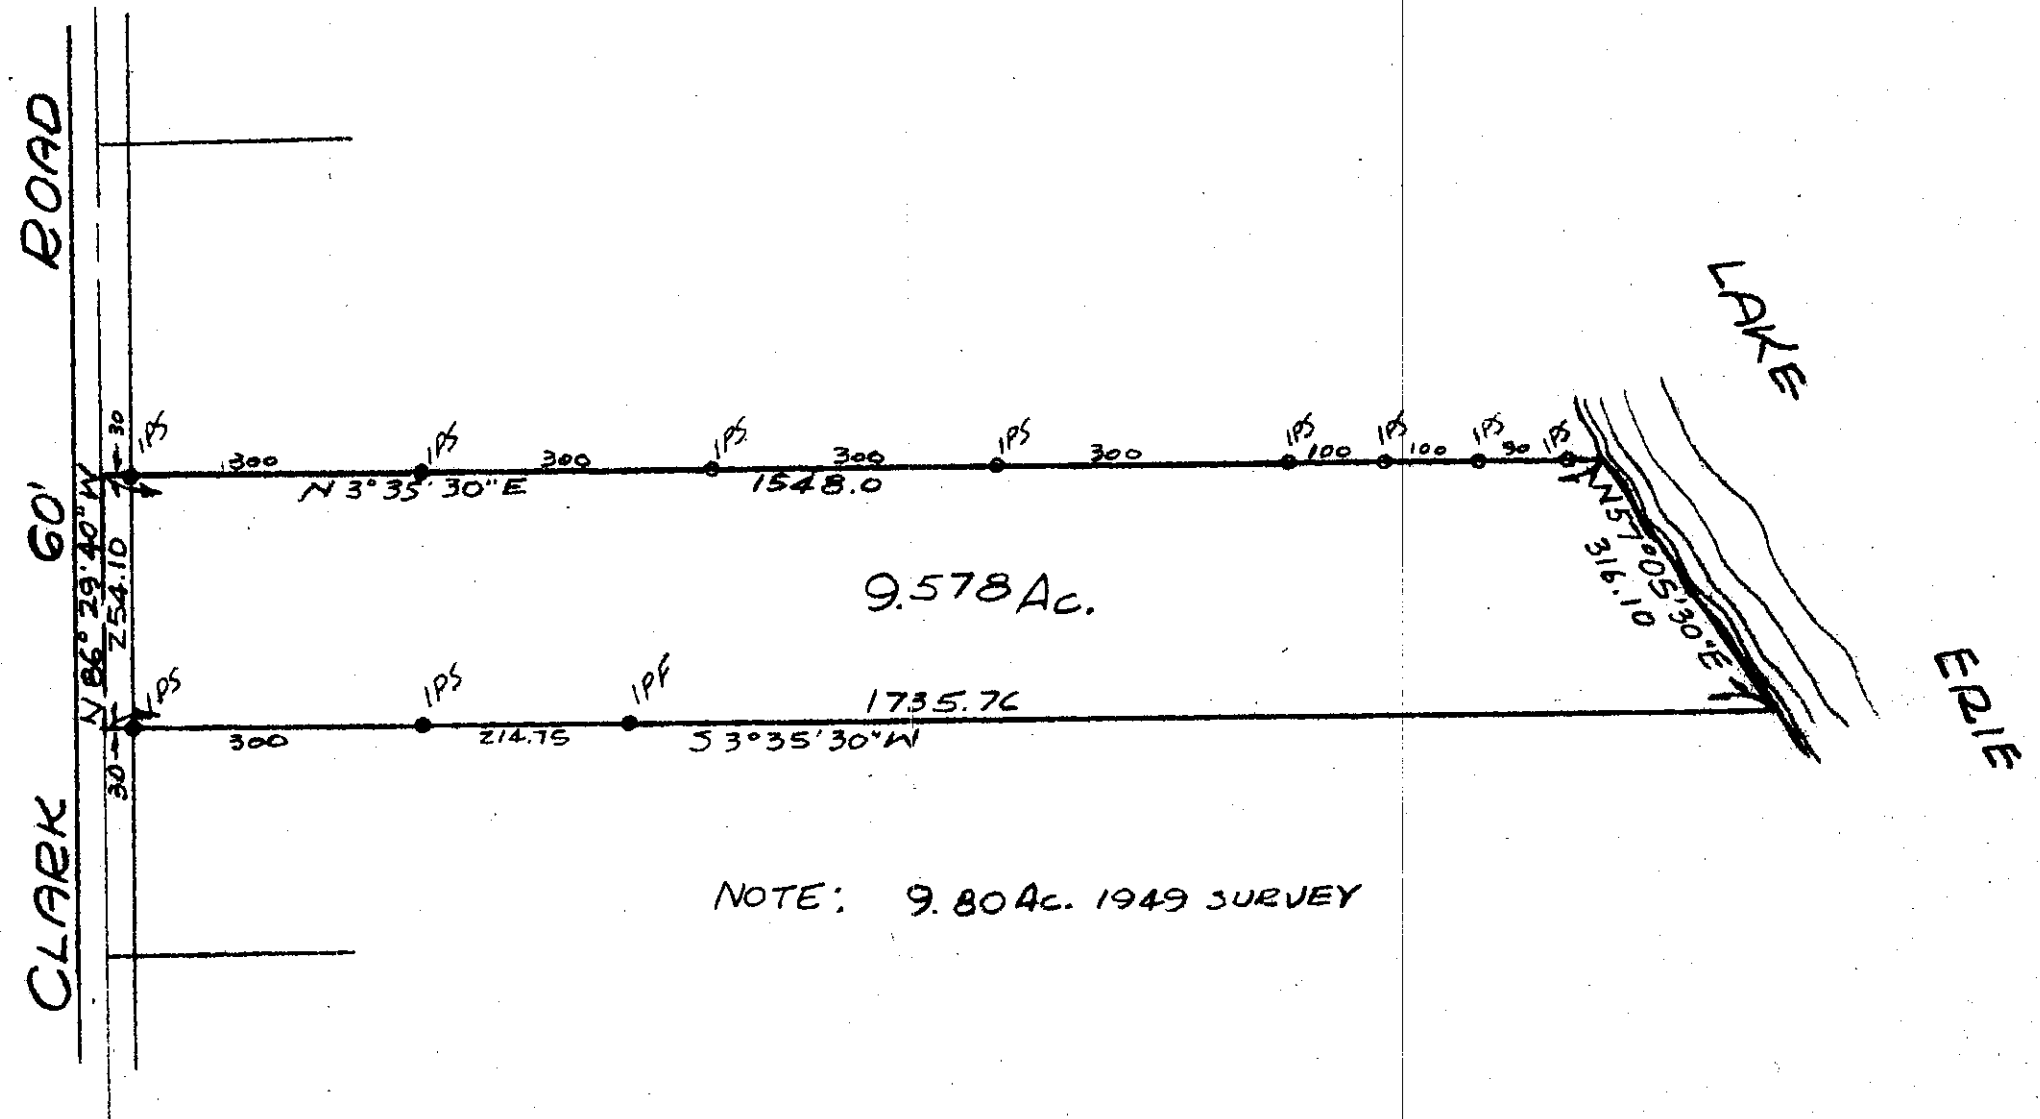 CLARK 60' ROAD
N 86° 29' 40" W
254.10
30
30
IPS
IPS
IPS
IPS
IPS
IPS
IPS
IPS
300
300
300
300
100
100
90
N 3° 35' 30" E
1548.0
LAKE
ERIE
N 57° 05' 30" E
316.10
9.578 Ac.
IPS
IPS
IPF
1735.76
300
214.75
S 3° 35' 30" W
NOTE: 9.80 Ac. 1949 SURVEY